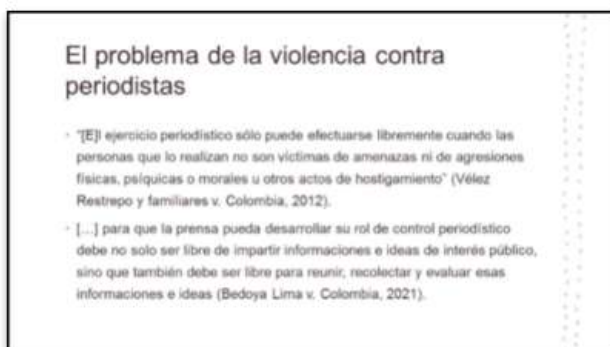 El problema de la violencia contra
periodistas
"[E]l ejercicio periodístico sólo puede efectuarse libremente cuando las
personas que lo realizan no son víctimas de amenazas ni de agresiones
físicas, psíquicas o morales u otros actos de hostigamiento" (Vélez
Restrepo y familiares v. Colombia, 2012).
[...] para que la prensa pueda desarrollar su rol de control periodístico
debe no solo ser libre de impartir informaciones e ideas de interés público,
sino que también debe ser libre para reunir, recolectar y evaluar esas
informaciones e ideas (Bedoya Lima v. Colombia, 2021).